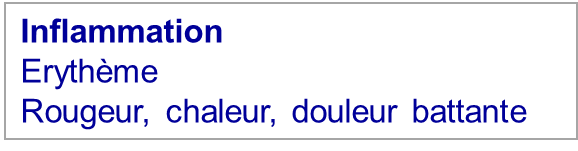 Inflammation
Erythème
Rougeur, chaleur, douleur battante